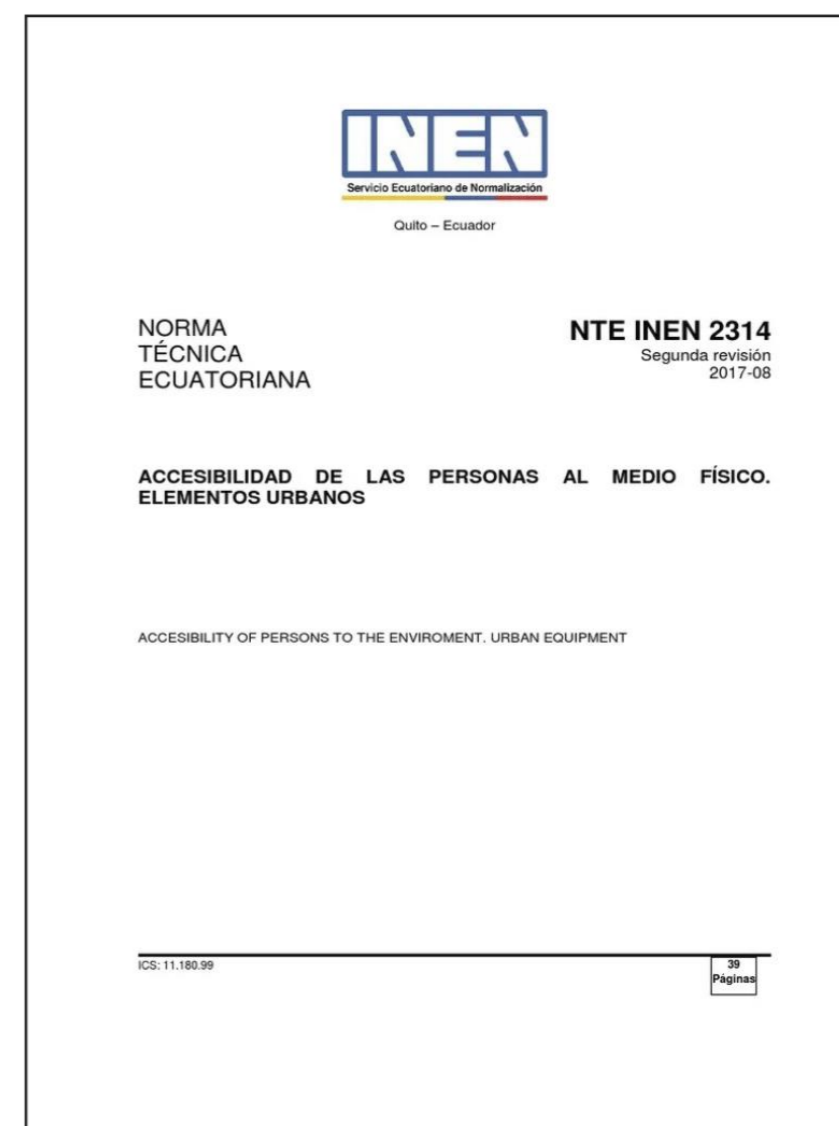 INEN
Servicio Ecuatoriano de Normalización
Quito – Ecuador
NORMA
TÉCNICA
ECUATORIANA
NTE INEN 2314
Segunda revisión
2017-08
ACCESIBILIDAD DE LAS PERSONAS AL MEDIO FÍSICO.
ELEMENTOS URBANOS
ACCESIBILITY OF PERSONS TO THE ENVIROMENT. URBAN EQUIPMENT
ICS: 11.180.99
39
Páginas